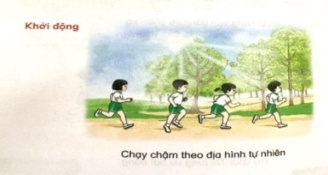 Khởi động
Chạy chậm theo địa hình tự nhiên